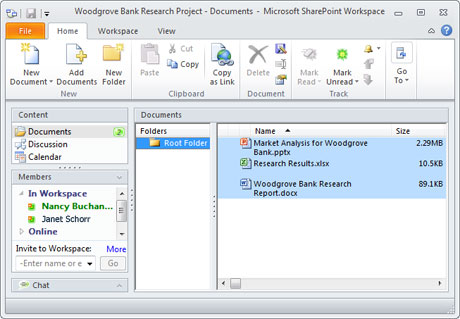 Woodgrove Bank Research Project - Documents - Microsoft SharePoint Workspace
File Home Workspace View
New Document
Add Documents
New Folder
Paste
Cut
Copy
Copy as Link
Delete
Mark Read
Mark Unread
Go To
New Clipboard Document Track
Content
Documents
Discussion
Calendar
Members
In Workspace
Nancy Buchan...
Janet Schorr
Online
Invite to Workspace: More
-Enter name or e Go
Chat
Documents
Folders
Root Folder
Name Size
Market Analysis for Woodgrove 2.29MB
Bank.pptx
Research Results.xlsx 10.5KB
Woodgrove Bank Research 89.1KB
Report.docx